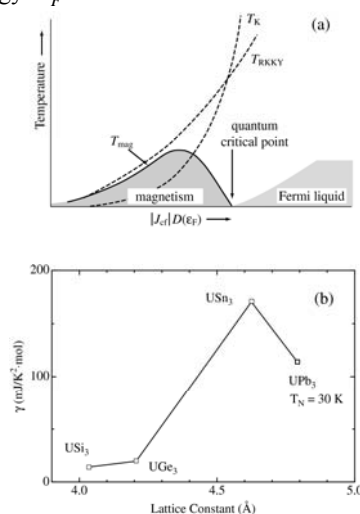 (a)
T_K
T_RKKY
Temperature
T_mag
quantum
critical point
magnetism
Fermi liquid
|J_cf|D(ε_F)
200
(b)
USn₃
γ (mJ/K²·mol)
100
UPb₃
T_N = 30 K
USi₃
UGe₃
0
4.0
4.5
5.0
Lattice Constant (Å)